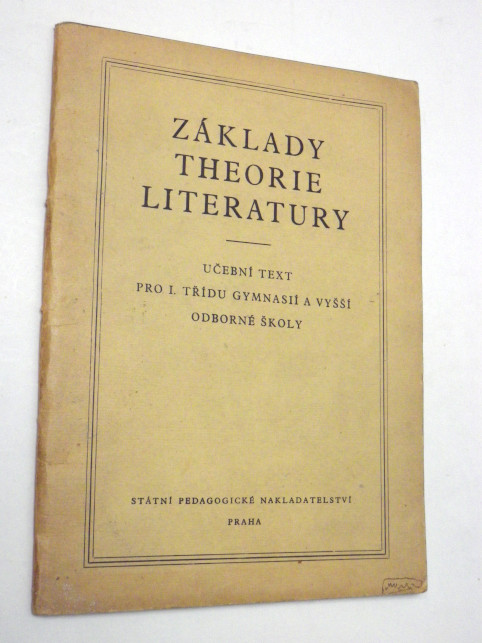 ZÁKLADY
THEORIE
LITERATURY
UČEBNÍ TEXT
PRO I. TŘÍDU GYMNASIÍ A VYŠŠÍ
ODBORNÉ ŠKOLY
STÁTNÍ PEDAGOGICKÉ NAKLADATELSTVÍ
PRAHA